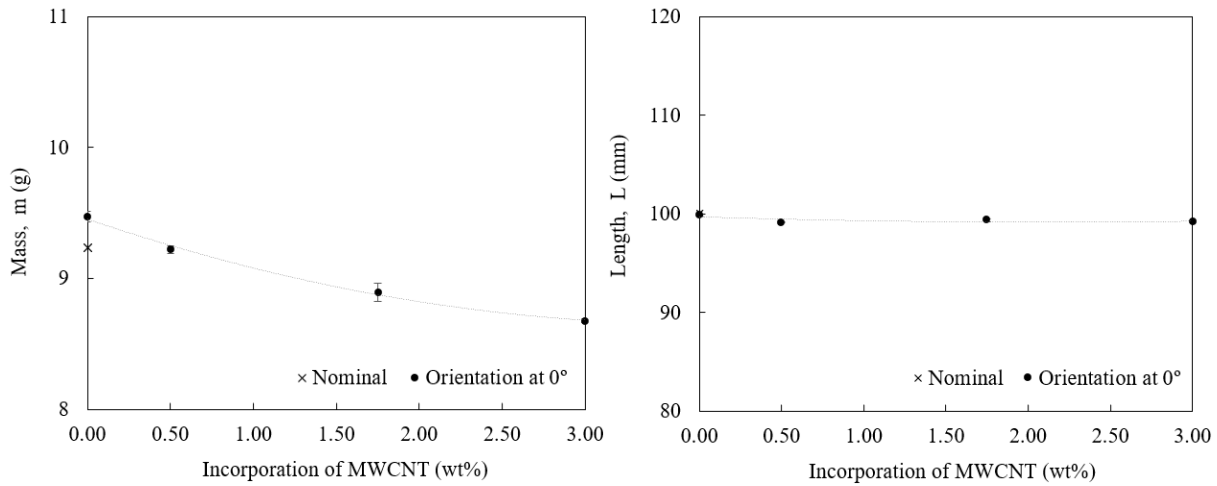 11
10
9
8
Mass, m (g)
× Nominal ● Orientation at 0º
0.00 0.50 1.00 1.50 2.00 2.50 3.00
Incorporation of MWCNT (wt%)
120
110
100
90
80
Length, L (mm)
× Nominal ● Orientation at 0º
0.00 0.50 1.00 1.50 2.00 2.50 3.00
Incorporation of MWCNT (wt%)